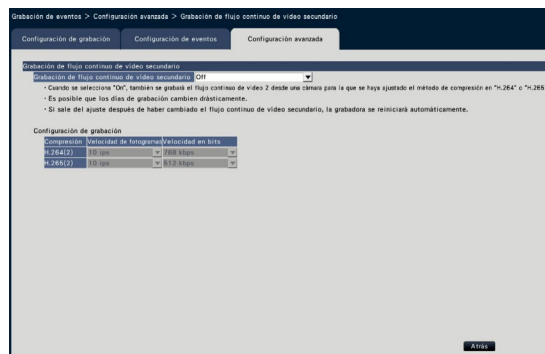 Grabación de eventos > Configuración avanzada > Grabación de flujo continuo de vídeo secundario
Configuración de grabación Configuración de eventos Configuración avanzada
Grabación de flujo continuo de vídeo secundario
Grabación de flujo continuo de vídeo secundario Off
• Cuando se selecciona "On", también se grabará el flujo continuo de vídeo 2 desde una cámara para la que se haya ajustado el método de compresión en "H.264" o "H.265
• Es posible que los días de grabación cambien drásticamente.
• Si sale del ajuste después de haber cambiado el flujo continuo de vídeo secundario, la grabadora se reiniciará automáticamente.
Configuración de grabación
Compresión Velocidad de fotogramas Velocidad en bits
H.264(2) 10 ips 768 kbps
H.265(2) 10 ips 512 kbps
Atrás